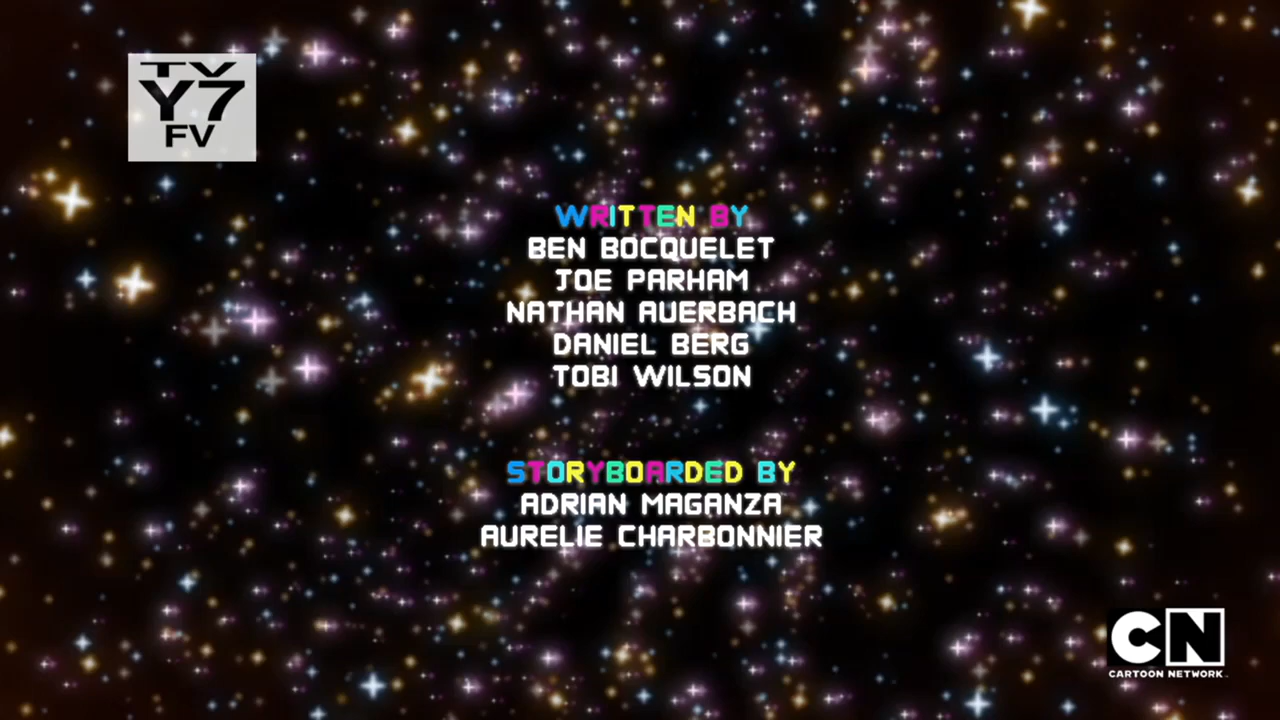 TV
Y7
FV
WRITTEN BY
BEN BOCQUELET
JOE PARHAM
NATHAN AUERBACH
DANIEL BERG
TOBI WILSON
STORYBOARDED BY
ADRIAN MAGANZA
AURELIE CHARBONNIER
CN
CARTOON NETWORK